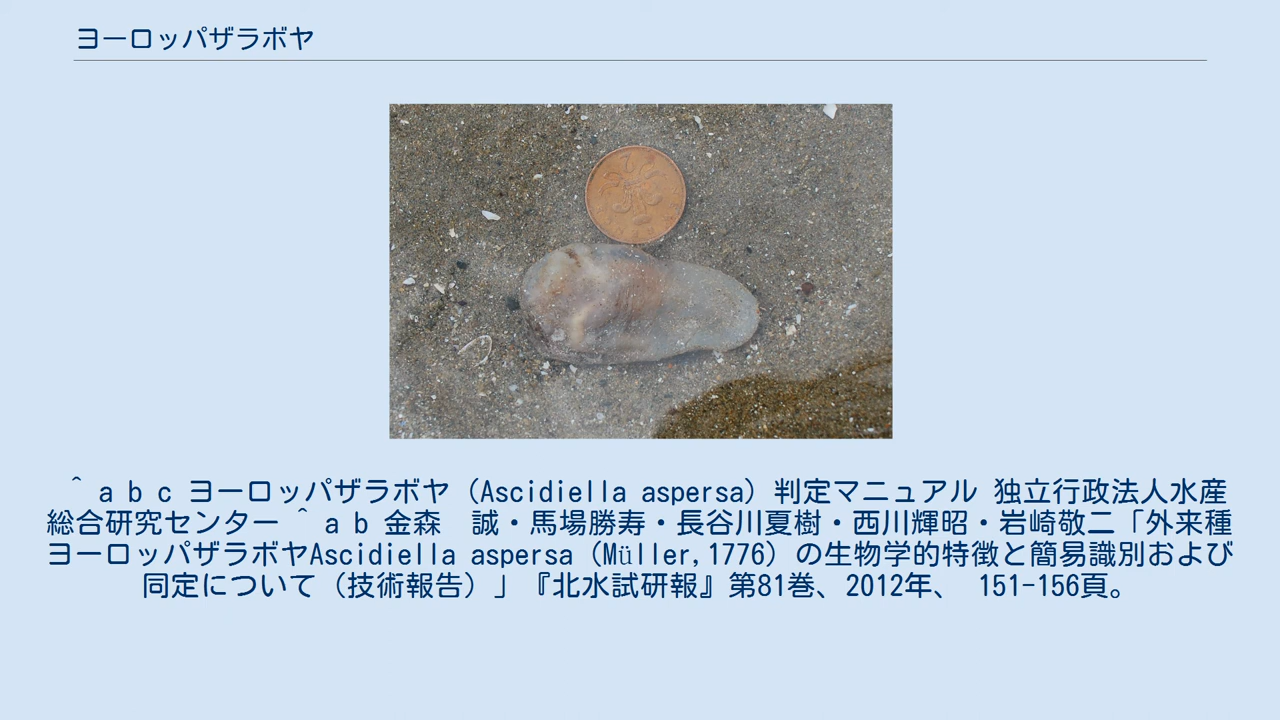 ヨーロッパザラボヤ
2
^ a b c ヨーロッパザラボヤ（Ascidiella aspersa）判定マニュアル 独立行政法人水産
総合研究センター ^ a b 金森　誠・馬場勝寿・長谷川夏樹・西川輝昭・岩崎敬二「外来種
ヨーロッパザラボヤAscidiella aspersa（Müller,1776）の生物学的特徴と簡易識別および
同定について（技術報告）」『北水試研報』第81巻、2012年、 151-156頁。